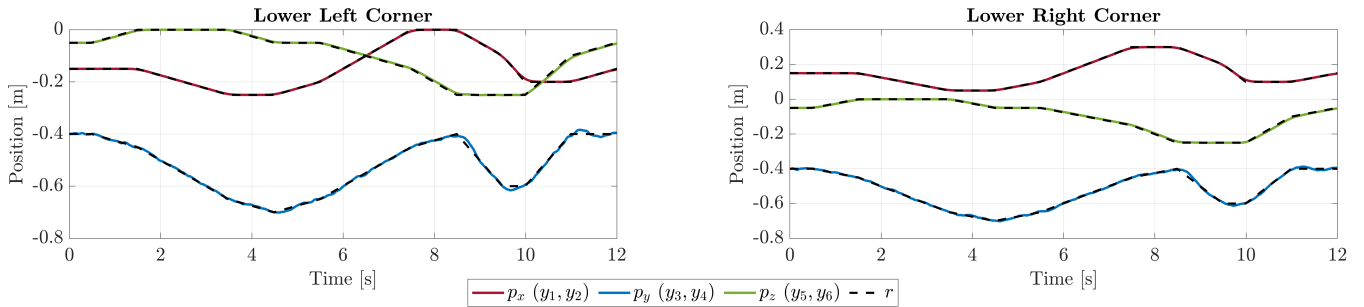 Lower Left Corner
0
-0.2
-0.4
-0.6
-0.8
Position [m]
0 2 4 6 8 10 12
Time [s]
Lower Right Corner
0.4
0.2
0
-0.2
-0.4
-0.6
-0.8
Position [m]
0 2 4 6 8 10 12
Time [s]
p_x (y_1, y_2) p_y (y_3, y_4) p_z (y_5, y_6) r